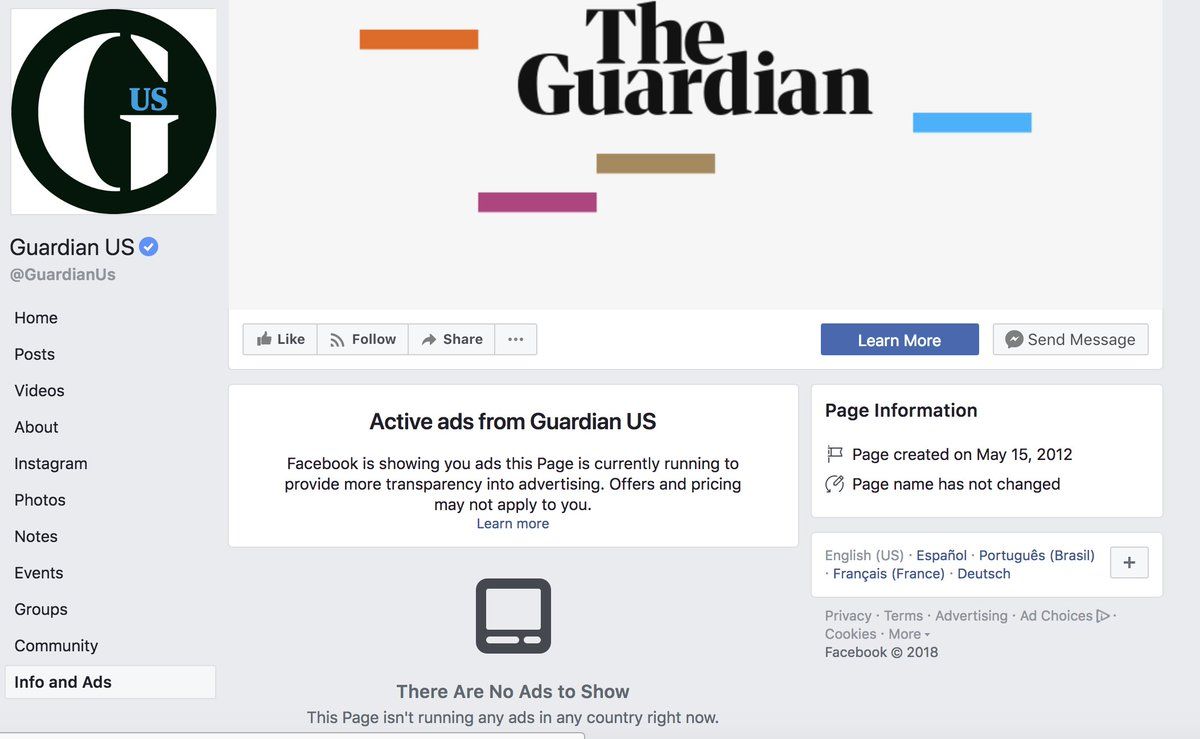 US
Guardian US
@GuardianUs
Home
Posts
Videos
About
Instagram
Photos
Notes
Events
Groups
Community
Info and Ads
The
Guardian
Like
Follow
Share
...
Learn More
Send Message
Active ads from Guardian US
Facebook is showing you ads this Page is currently running to
provide more transparency into advertising. Offers and pricing
may not apply to you.
Learn more
There Are No Ads to Show
This Page isn't running any ads in any country right now.
Page Information
Page created on May 15, 2012
Page name has not changed
English (US) · Español · Português (Brasil)
· Français (France) · Deutsch
+
Privacy · Terms · Advertising · Ad Choices ·
Cookies · More
Facebook © 2018